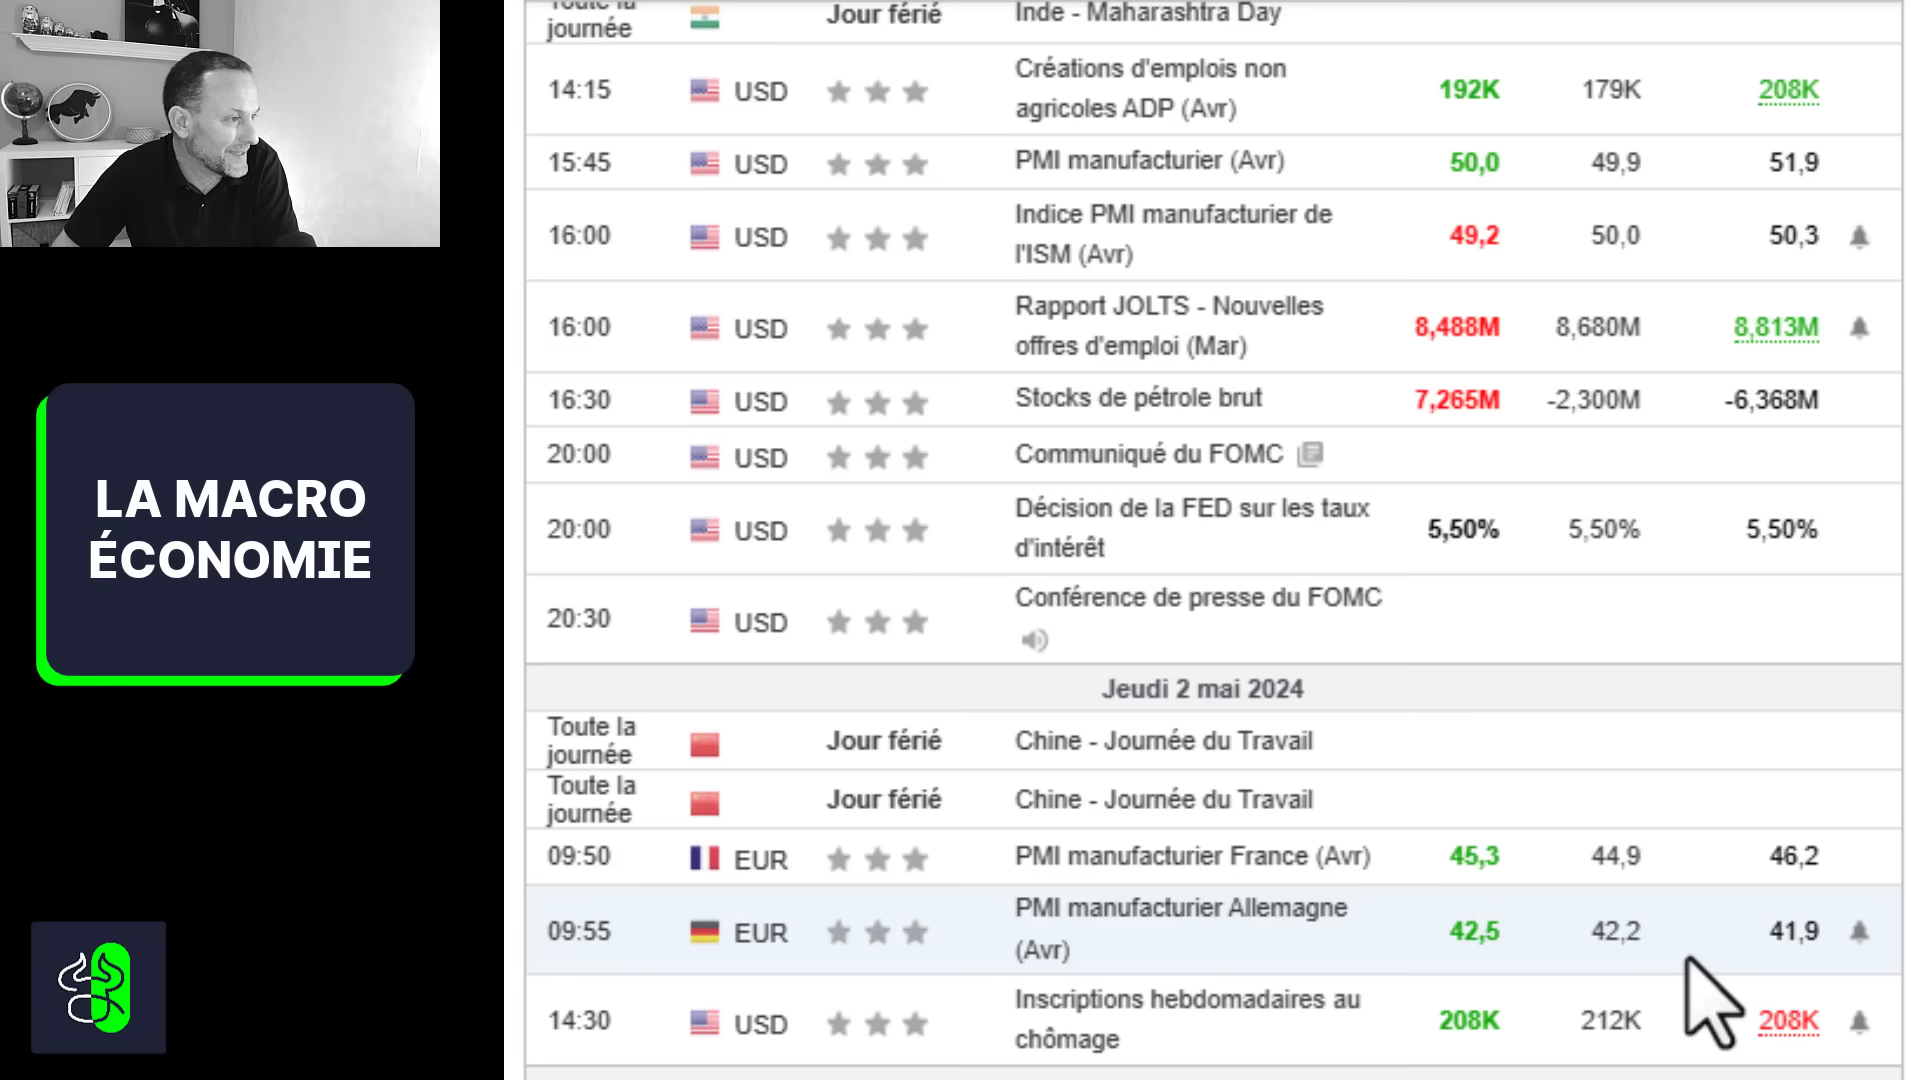 LA MACRO
ÉCONOMIE
Toute la
journée
Jour férié
Inde - Maharashtra Day
14:15 USD Créations d'emplois non
agricoles ADP (Avr) 192K 179K 208K
15:45 USD PMI manufacturier (Avr) 50,0 49,9 51,9
16:00 USD Indice PMI manufacturier de
l'ISM (Avr) 49,2 50,0 50,3
16:00 USD Rapport JOLTS - Nouvelles
offres d'emploi (Mar) 8,488M 8,680M 8,813M
16:30 USD Stocks de pétrole brut 7,265M -2,300M -6,368M
20:00 USD Communiqué du FOMC
20:00 USD Décision de la FED sur les taux
d'intérêt 5,50% 5,50% 5,50%
20:30 USD Conférence de presse du FOMC
Jeudi 2 mai 2024
Toute la
journée
Jour férié
Chine - Journée du Travail
Toute la
journée
Jour férié
Chine - Journée du Travail
09:50 EUR PMI manufacturier France (Avr) 45,3 44,9 46,2
09:55 EUR PMI manufacturier Allemagne
(Avr) 42,5 42,2 41,9
14:30 USD Inscriptions hebdomadaires au
chômage 208K 212K 208K